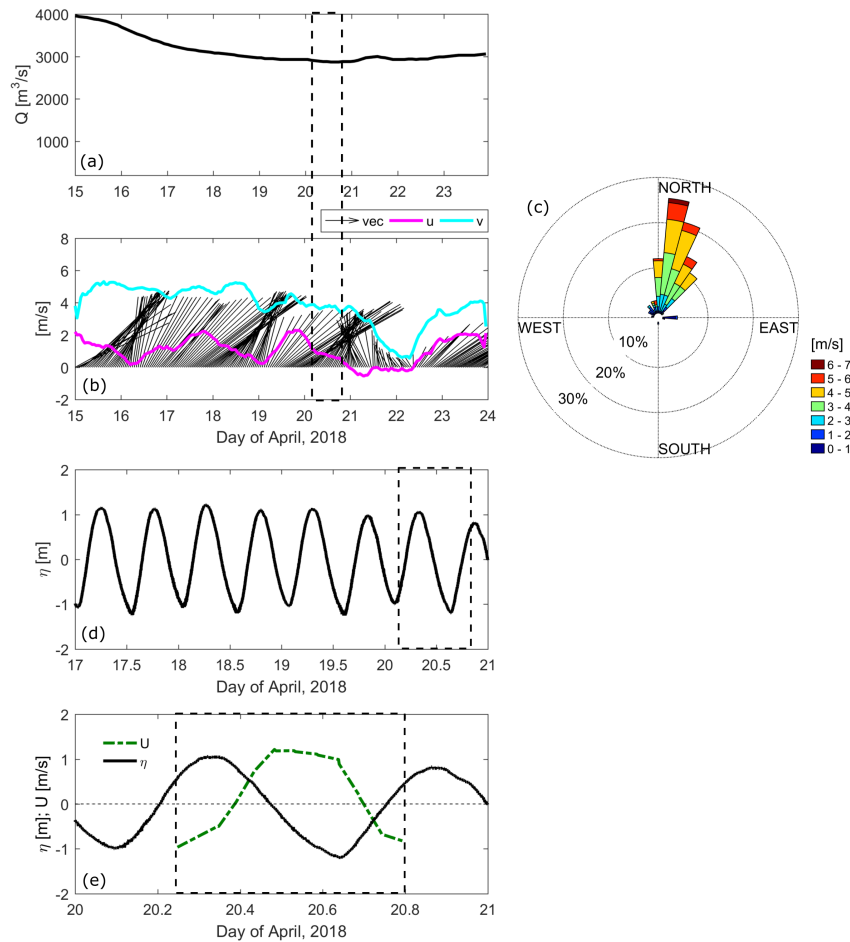 4000
3000
2000
1000
Q [m³/s]
(a)
15 16 17 18 19 20 21 22 23
vec u v
8
6
4
2
0
-2
[m/s]
(b)
15 16 17 18 19 20 21 22 23 24
Day of April, 2018
(c)
NORTH
WEST
EAST
SOUTH
10%
20%
30%
[m/s]
6 - 7
5 - 6
4 - 5
3 - 4
2 - 3
1 - 2
0 - 1
2
1
0
-1
-2
η [m]
(d)
17 17.5 18 18.5 19 19.5 20 20.5 21
Day of April, 2018
2
1
0
-1
-2
η [m]; U [m/s]
U
η
(e)
20 20.2 20.4 20.6 20.8 21
Day of April, 2018